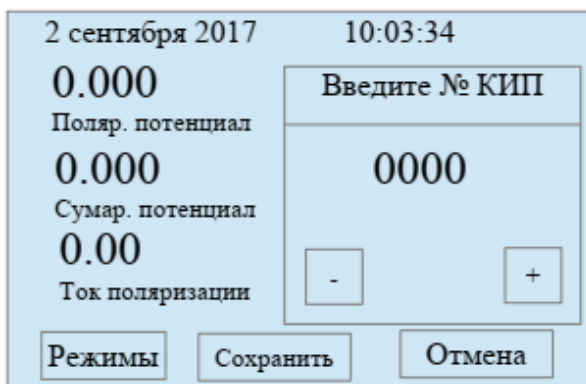 2 сентября 2017 10:03:34
0.000
Поляр. потенциал
0.000
Сумар. потенциал
0.00
Ток поляризации
Введите № КИП
0000
- +
Режимы Сохранить Отмена